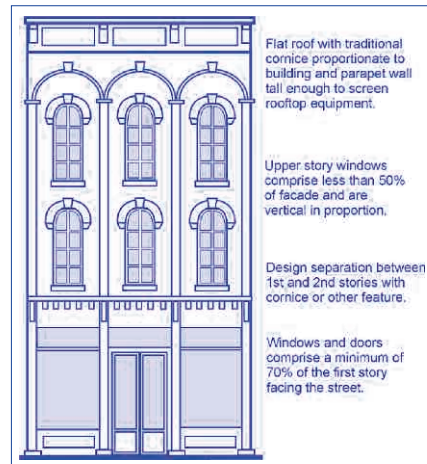 Flat roof with traditional
cornice proportionate to
building and parapet wall
tall enough to screen
rooftop equipment.
Upper story windows
comprise less than 50%
of facade and are
vertical in proportion.
Design separation between
1st and 2nd stories with
cornice or other feature.
Windows and doors
comprise a minimum of
70% of the first story
facing the street.